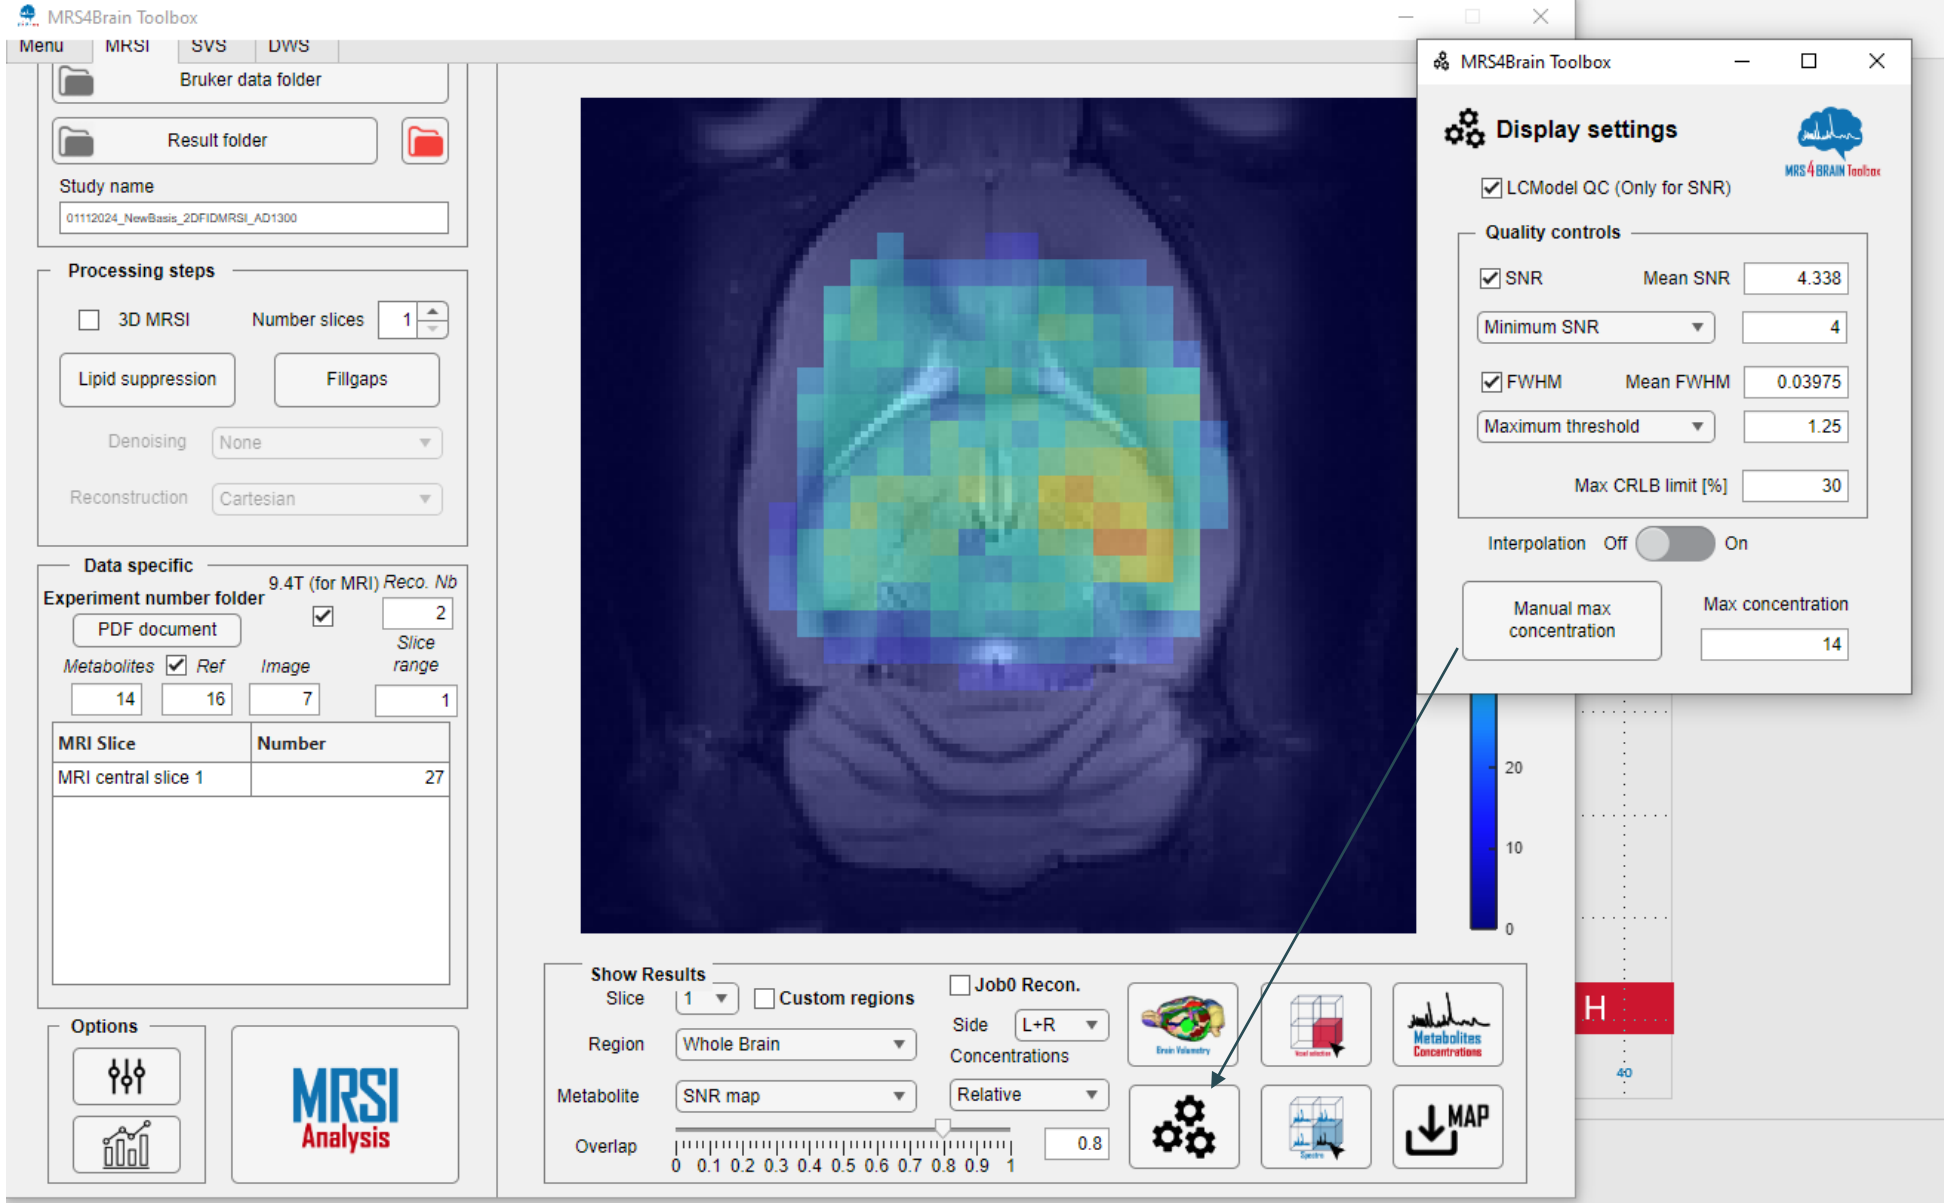 MRS4Brain Toolbox
Menu MRSI SVS DWS
Bruker data folder
Result folder
Study name
01112024_NewBasis_2DFIDMRSI_AD1300
Processing steps
3D MRSI Number slices 1
Lipid suppression Fillgaps
Denoising None
Reconstruction Cartesian
Data specific
9.4T (for MRI) Reco. Nb
Experiment number folder
PDF document 2
Slice
Metabolites Ref Image range
14 16 7 1
MRI Slice Number
MRI central slice 1 27
Options
MRSI
Analysis
20
10
0
Show Results
Slice 1 Custom regions
Region Whole Brain
Metabolite SNR map
Overlap 0.8
0 0.1 0.2 0.3 0.4 0.5 0.6 0.7 0.8 0.9 1
Job0 Recon.
Side L+R
Concentrations
Relative
Brain Volumetry
Voxel selection
Metabolites
Concentrations
Spectra
MAP
MRS4Brain Toolbox
Display settings
MRS4BRAIN Toolbox
LCModel QC (Only for SNR)
Quality controls
SNR Mean SNR 4.338
Minimum SNR 4
FWHM Mean FWHM 0.03975
Maximum threshold 1.25
Max CRLB limit [%] 30
Interpolation Off On
Manual max
concentration
Max concentration
14
H
40